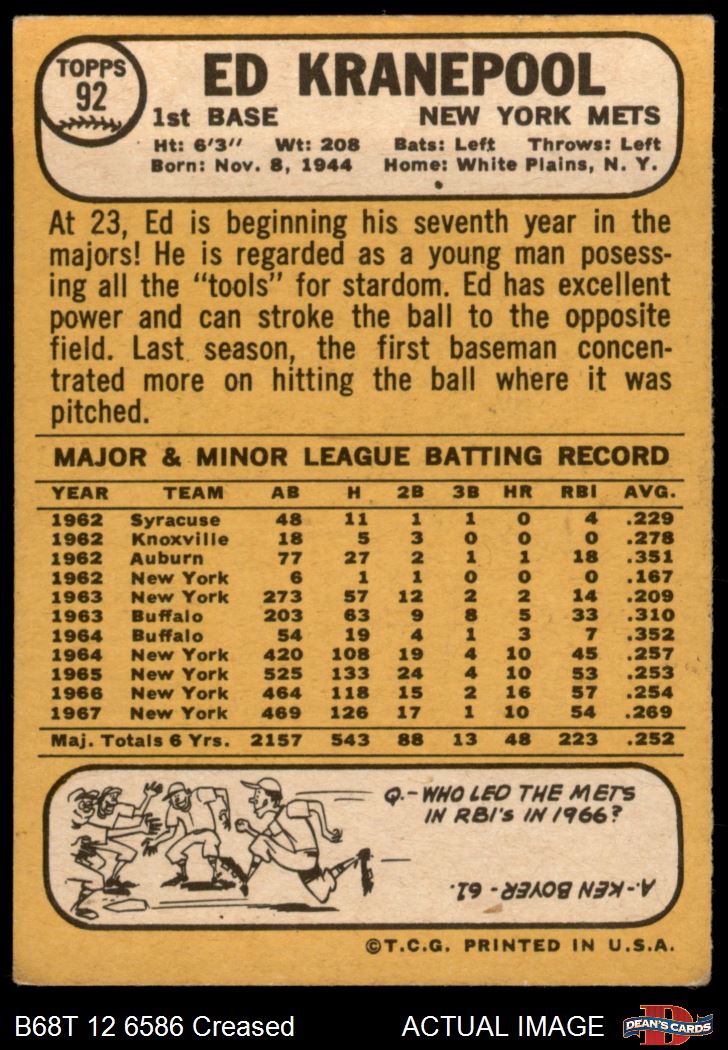 TOPPS
92
ED KRANEPOOL
1st BASE NEW YORK METS
Ht: 6'3" Wt: 208 Bats: Left Throws: Left
Born: Nov. 8, 1944 Home: White Plains, N. Y.
At 23, Ed is beginning his seventh year in the
majors! He is regarded as a young man posess-
ing all the "tools" for stardom. Ed has excellent
power and can stroke the ball to the opposite
field. Last season, the first baseman concen-
trated more on hitting the ball where it was
pitched.
MAJOR & MINOR LEAGUE BATTING RECORD
YEAR TEAM AB H 2B 3B HR RBI AVG.
1962 Syracuse 48 11 1 1 0 4 .229
1962 Knoxville 18 5 3 0 0 0 .278
1962 Auburn 77 27 2 1 1 18 .351
1962 New York 6 1 1 0 0 0 .167
1963 New York 273 57 12 2 2 14 .209
1963 Buffalo 203 63 9 8 5 33 .310
1964 Buffalo 54 19 4 1 3 7 .352
1964 New York 420 108 19 4 10 45 .257
1965 New York 525 133 24 4 10 53 .253
1966 New York 464 118 15 2 16 57 .254
1967 New York 469 126 17 1 10 54 .269
Maj. Totals 6 Yrs. 2157 543 88 13 48 223 .252
Q.-WHO LED THE METS
IN RBI'S IN 1966?
A.-KEN BOYER-61.
©T.C.G. PRINTED IN U.S.A.
B68T 12 6586 Creased ACTUAL IMAGE
D
DEAN'S CARDS